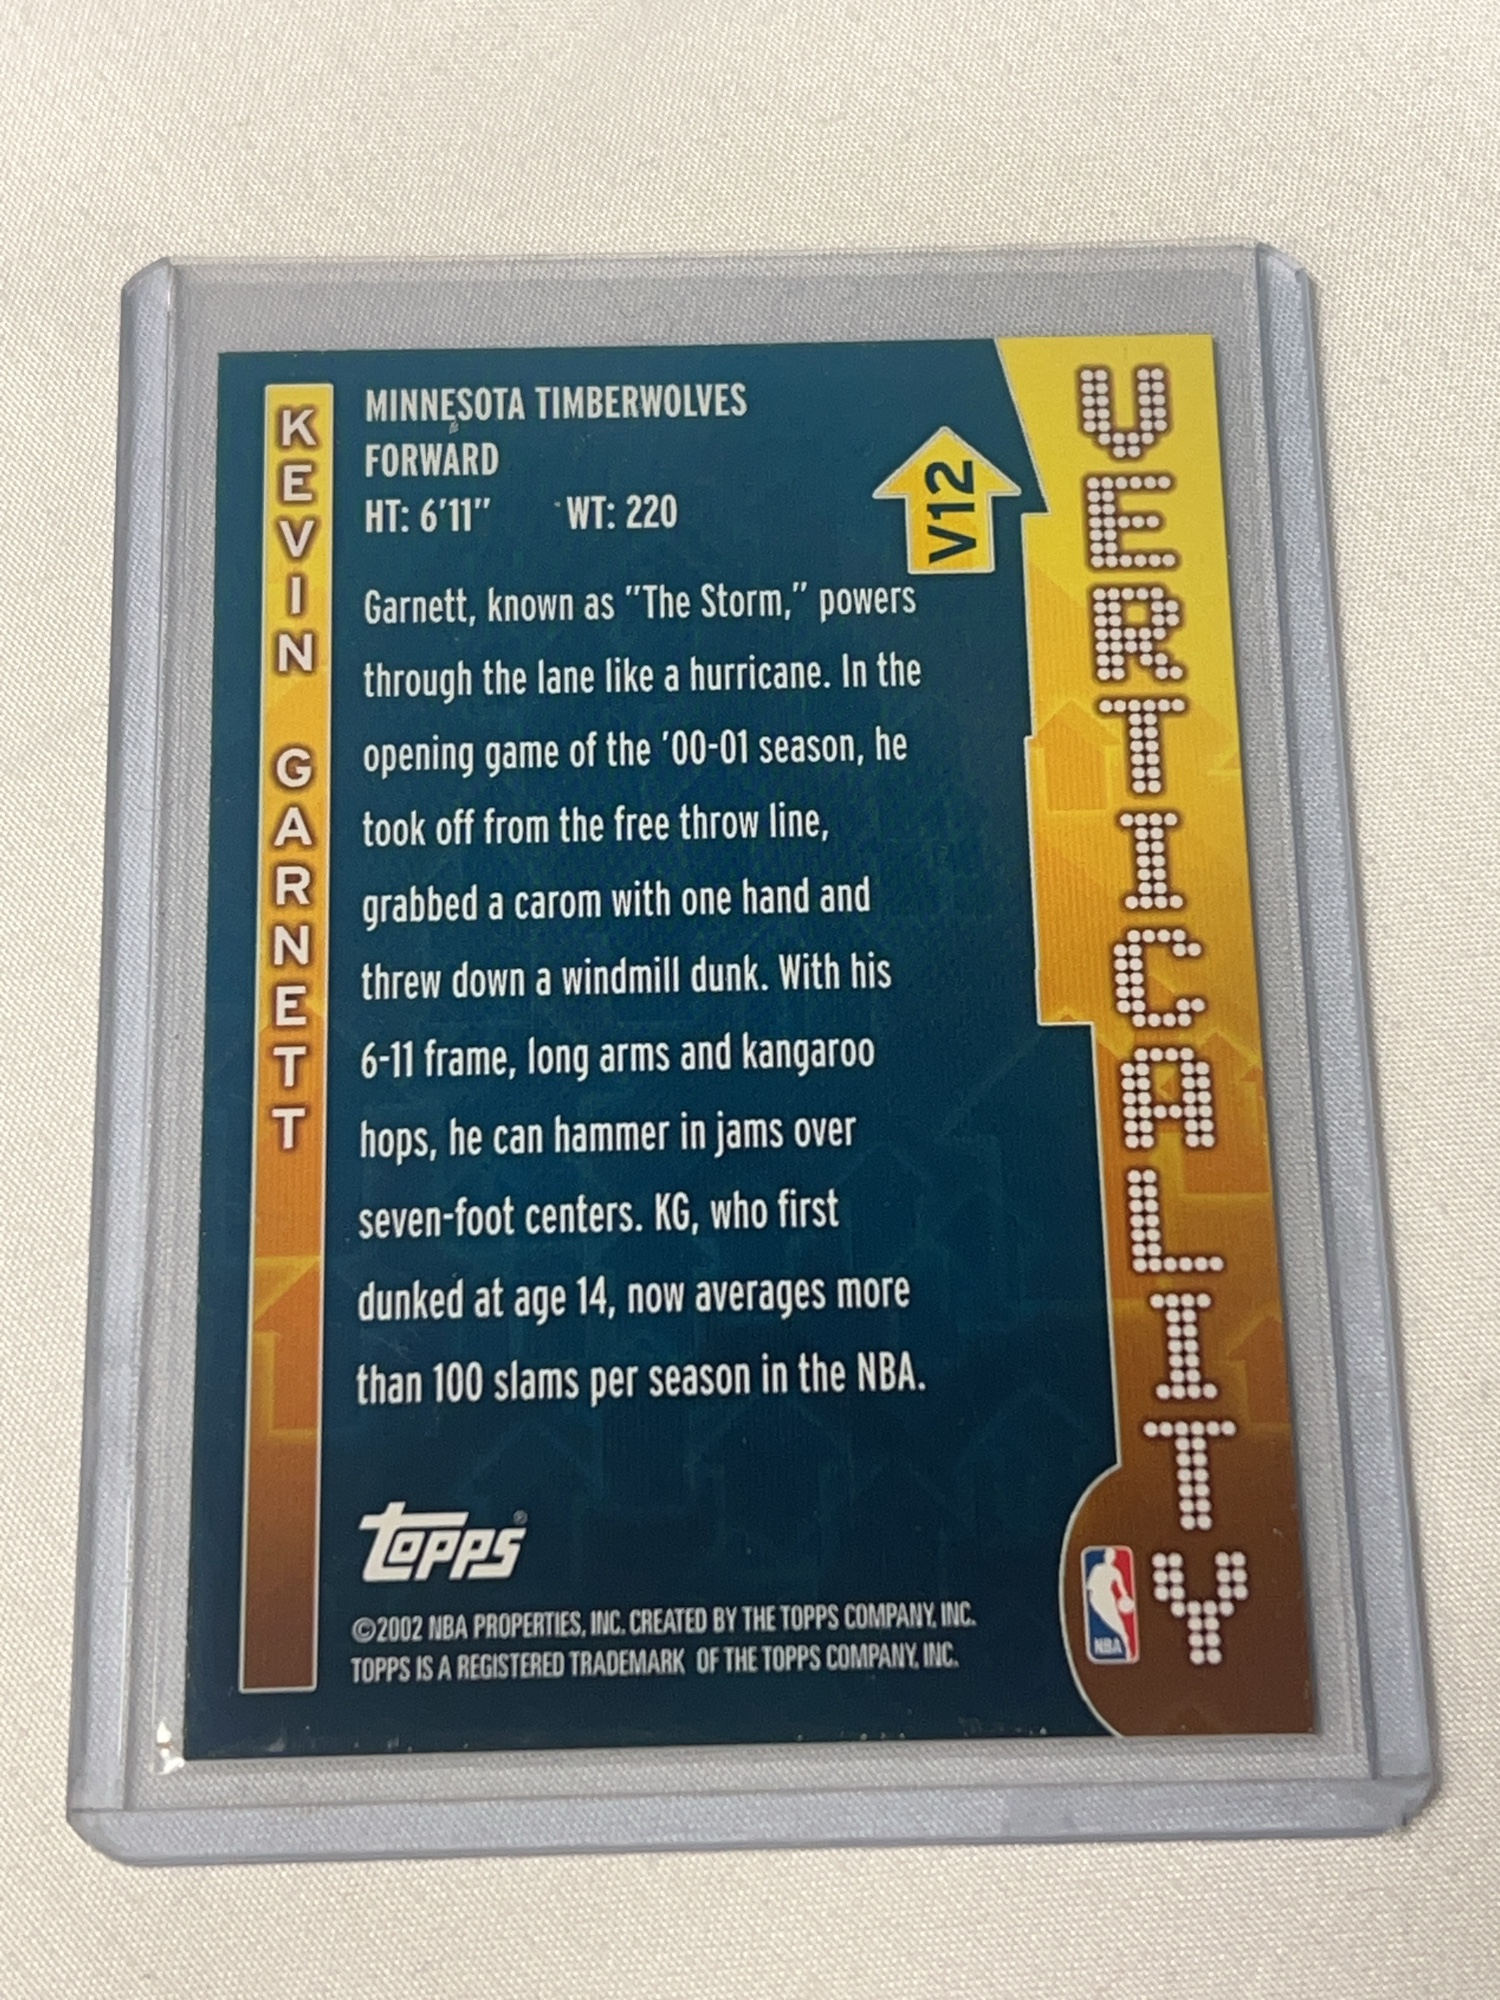 KEVIN GARNETT
MINNESOTA TIMBERWOLVES
FORWARD
HT: 6'11" WT: 220
V12
Garnett, known as "The Storm," powers
through the lane like a hurricane. In the
opening game of the '00-01 season, he
took off from the free throw line,
grabbed a carom with one hand and
threw down a windmill dunk. With his
6-11 frame, long arms and kangaroo
hops, he can hammer in jams over
seven-foot centers. KG, who first
dunked at age 14, now averages more
than 100 slams per season in the NBA.
VERTICALITY
TOPPS®
©2002 NBA PROPERTIES, INC. CREATED BY THE TOPPS COMPANY, INC.
TOPPS IS A REGISTERED TRADEMARK OF THE TOPPS COMPANY, INC.
NBA